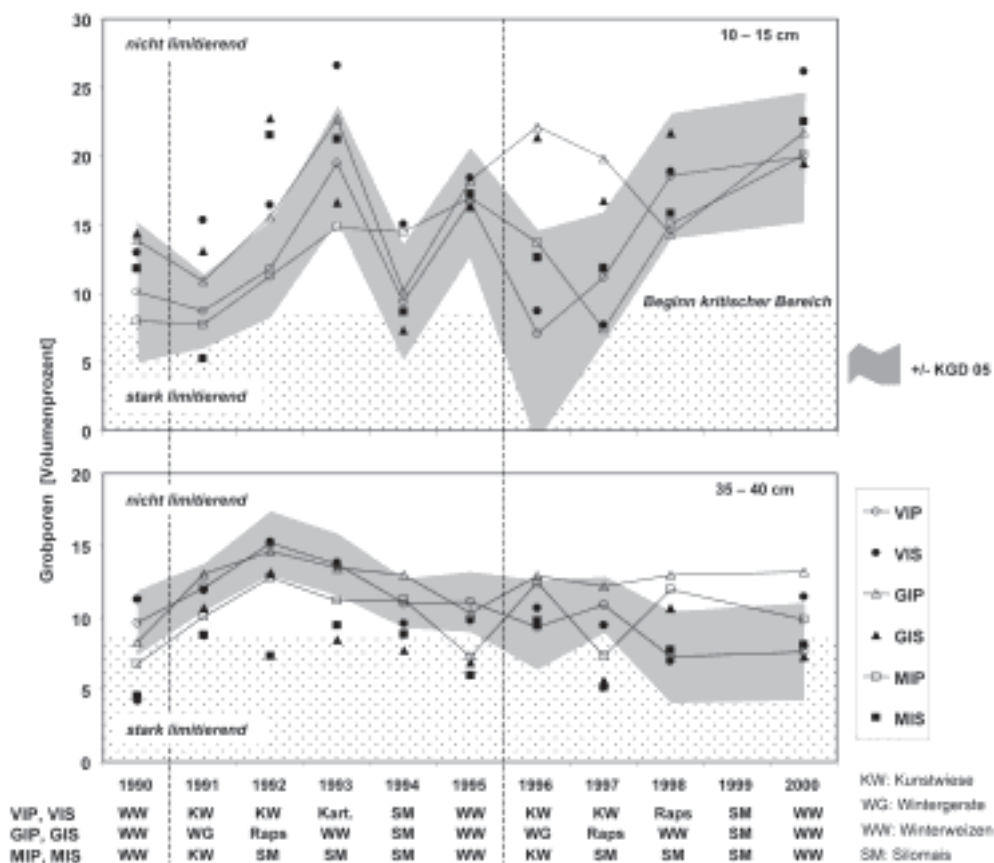 30
25
20
15
10
5
0
nicht limitierend
10 – 15 cm
Beginn kritischer Bereich
stark limitierend
+/- KGD 05
Grobporen [Volumenprozent]
20
15
10
5
0
nicht limitierend
35 – 40 cm
stark limitierend
VIP
VIS
GIP
GIS
MIP
MIS
1990 1991 1992 1993 1994 1995 1996 1997 1998 1999 2000
VIP, VIS WW KW KW Kart. SM WW KW KW Raps SM WW
GIP, GIS WW WG Raps WW SM WW WG Raps WW SM WW
MIP, MIS WW KW SM SM SM WW KW SM SM SM WW
KW: Kunstwiese
WG: Wintergerste
WW: Winterweizen
SM: Silomais